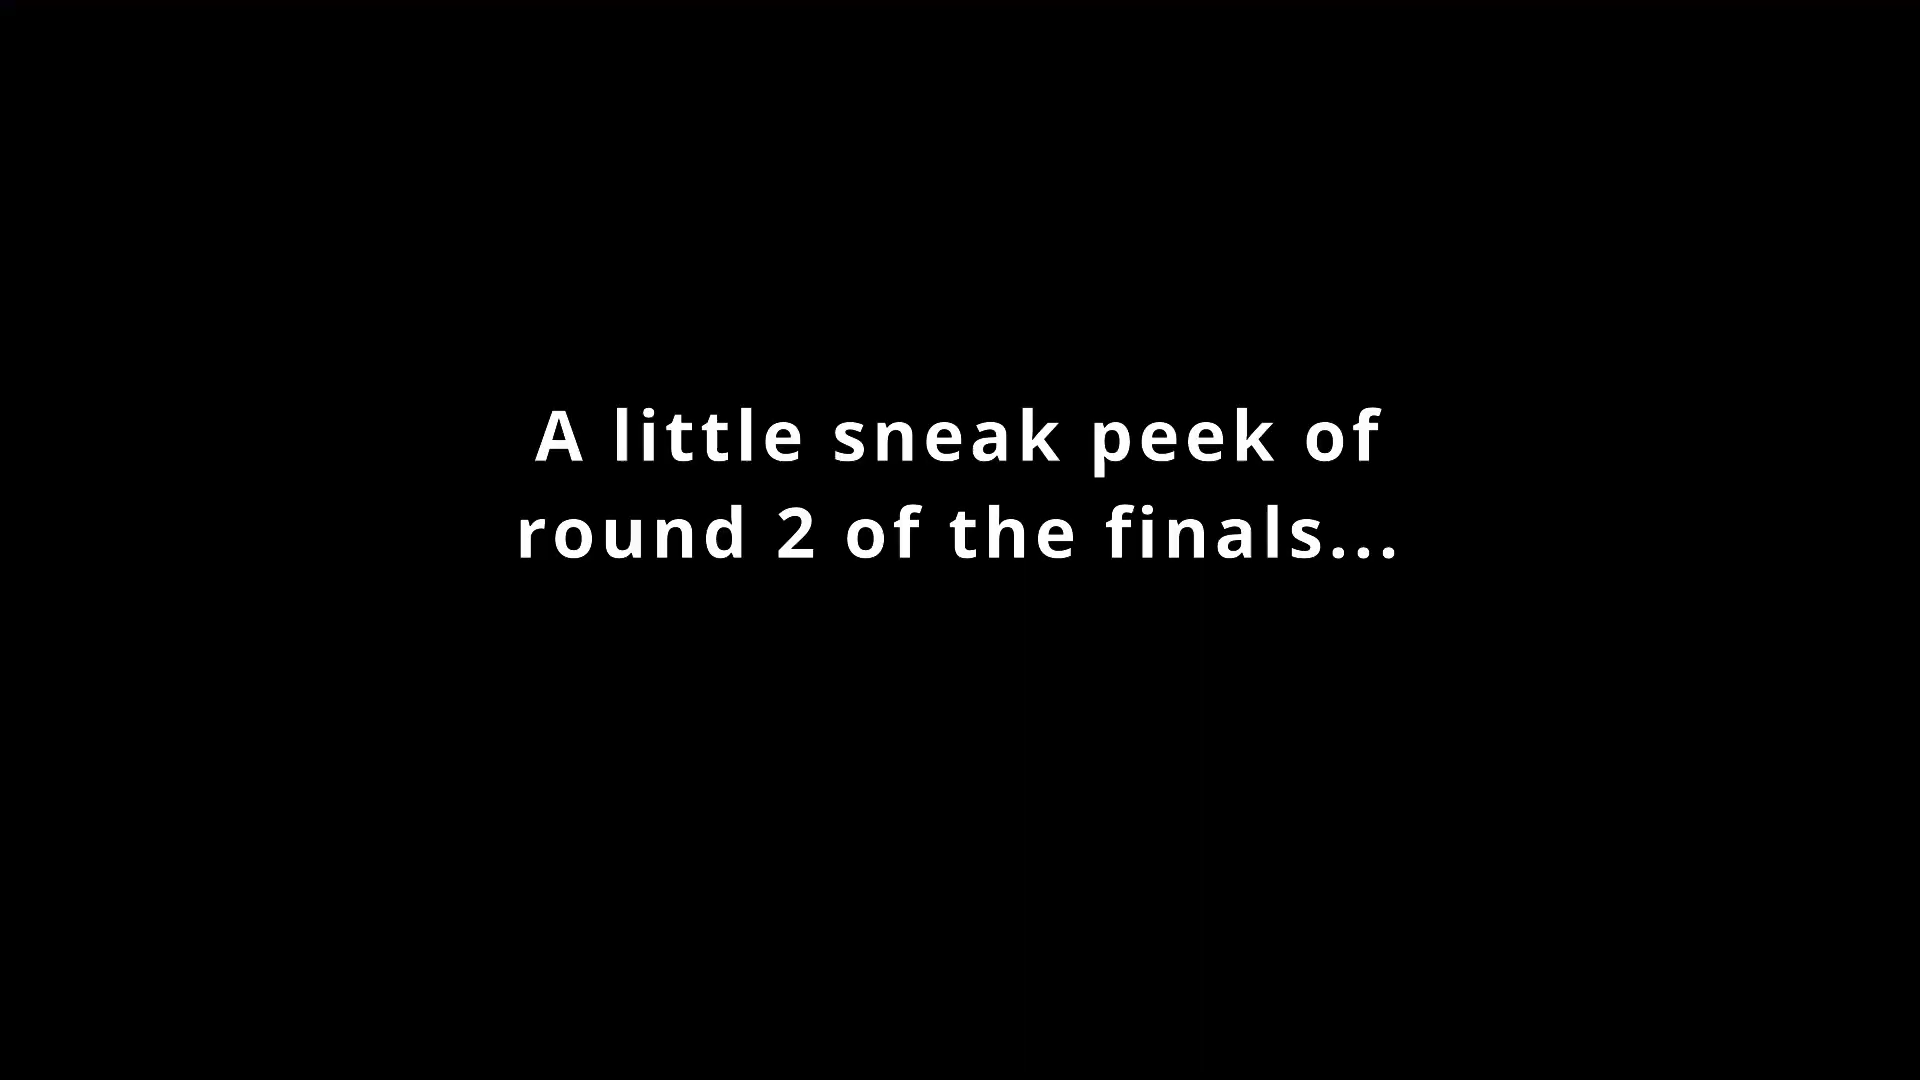 A little sneak peek of
round 2 of the finals...